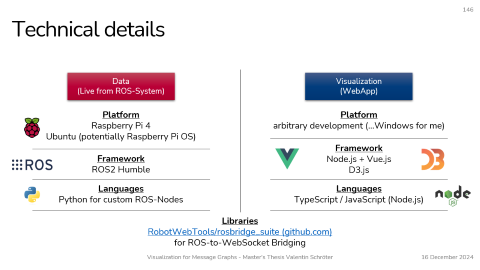 146
Technical details
Data
(Live from ROS-System)
Platform
Raspberry Pi 4
Ubuntu (potentially Raspberry Pi OS)
ROS
Framework
ROS2 Humble
Languages
Python for custom ROS-Nodes
Visualization
(WebApp)
Platform
arbitrary development (...Windows for me)
Framework
Node.js + Vue.js
D3.js
Languages
TypeScript / JavaScript (Node.js)
node
JS
Libraries
RobotWebTools/rosbridge_suite (github.com)
for ROS-to-WebSocket Bridging
Visualization for Message Graphs - Master's Thesis Valentin Schröter
16 December 2024